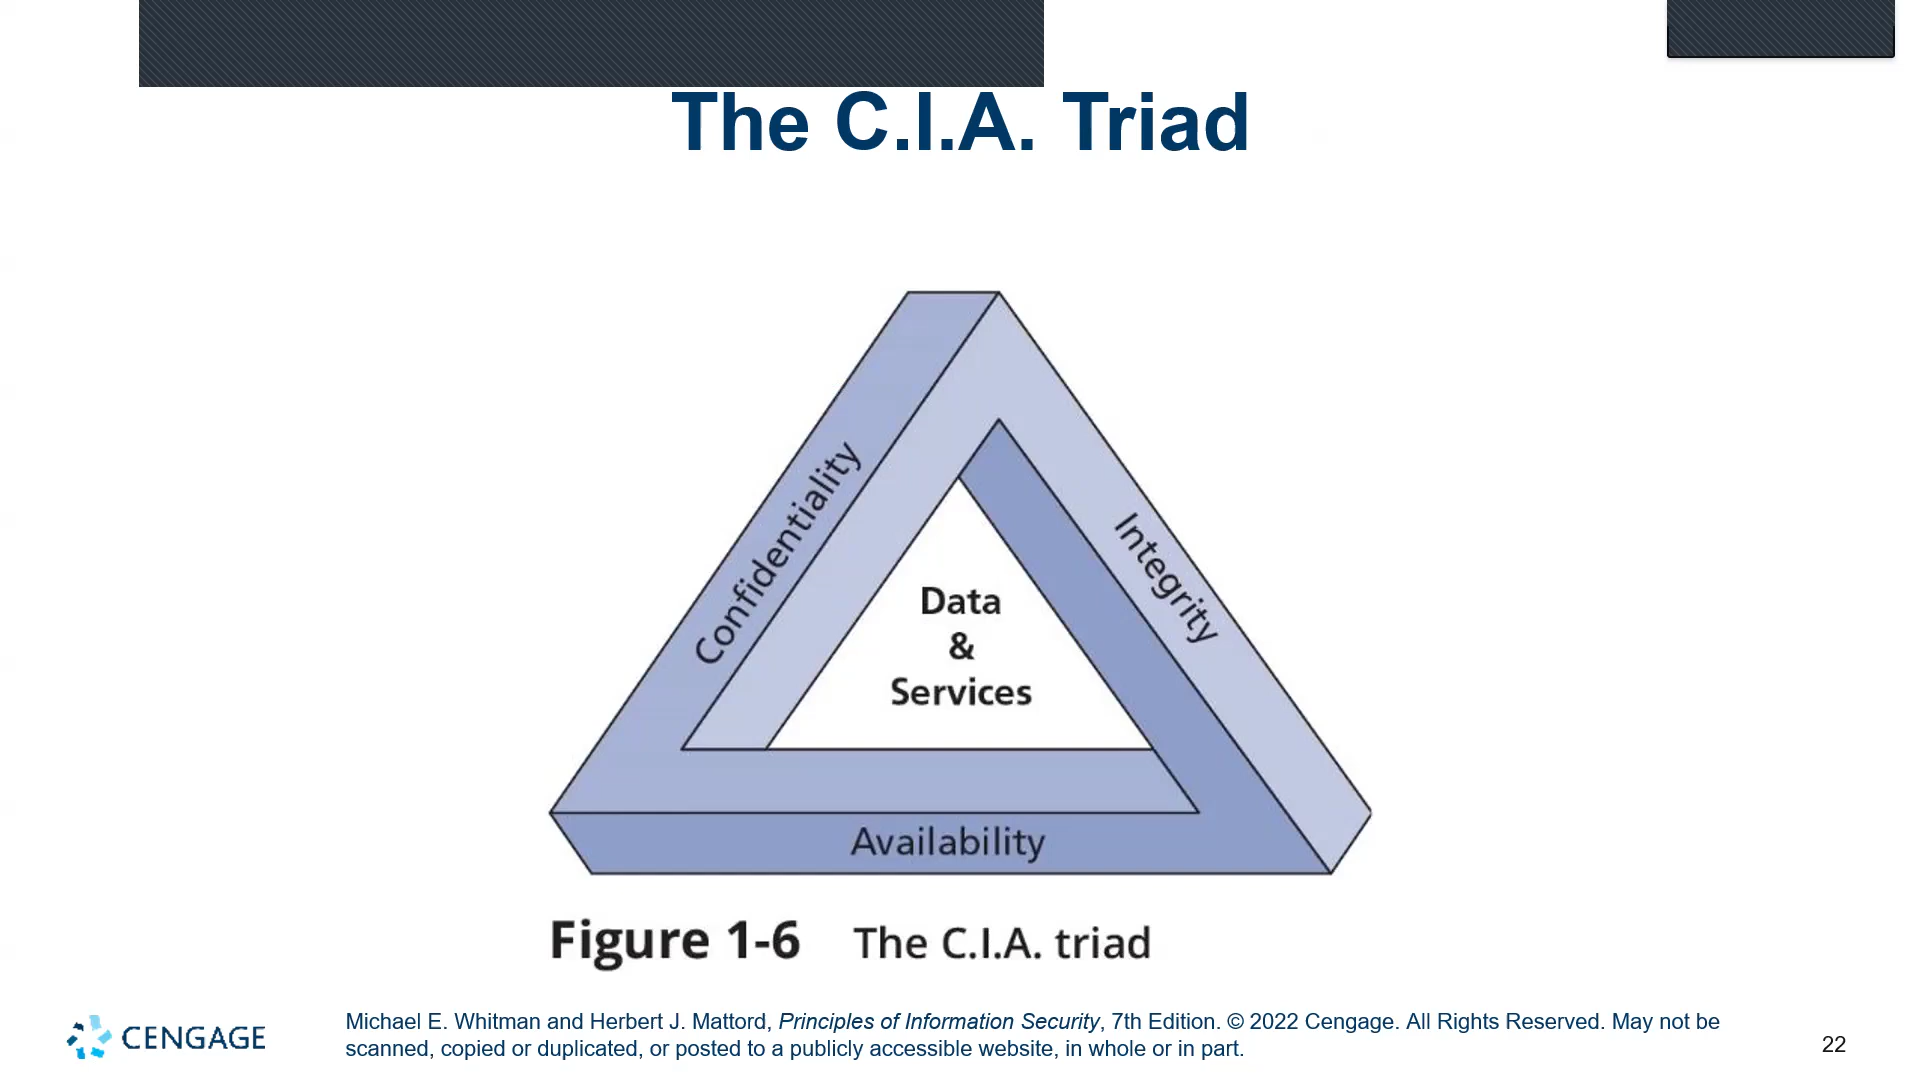 The C.I.A. Triad
Confidentiality
Integrity
Data
&
Services
Availability
Figure 1-6 The C.I.A. triad
CENGAGE
Michael E. Whitman and Herbert J. Mattord, Principles of Information Security, 7th Edition. © 2022 Cengage. All Rights Reserved. May not be
scanned, copied or duplicated, or posted to a publicly accessible website, in whole or in part.
22